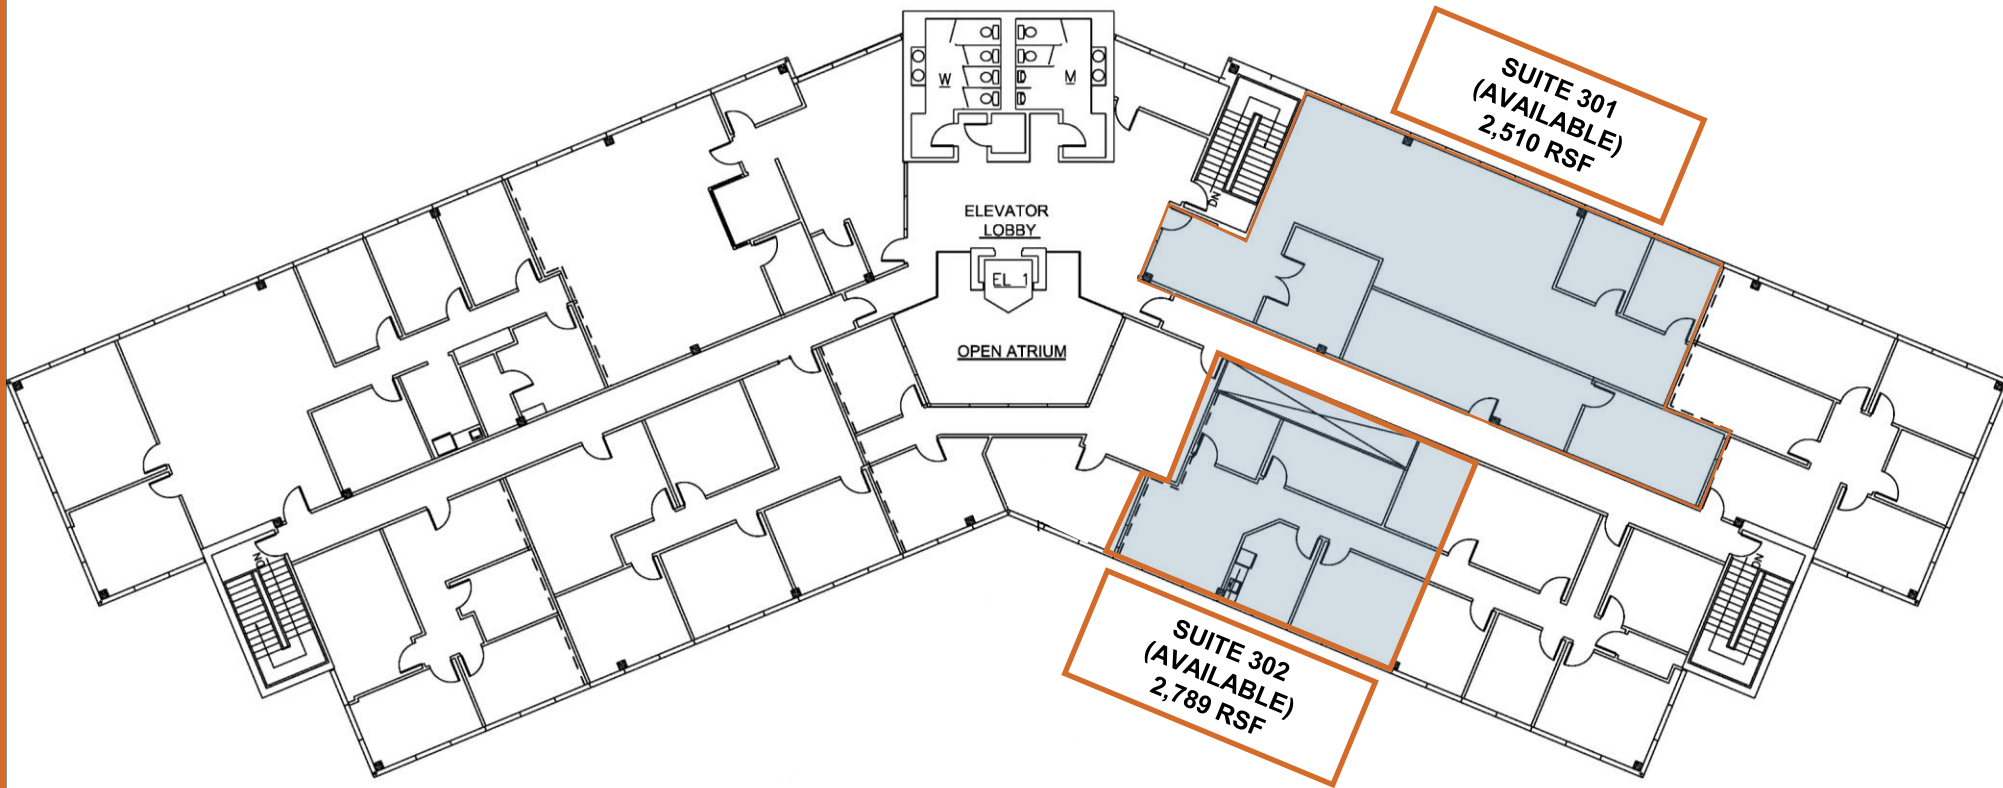 W
M
SUITE 301
(AVAILABLE)
2,510 RSF
DN
ELEVATOR
LOBBY
EL 1
OPEN ATRIUM
DN
DN
SUITE 302
(AVAILABLE)
2,789 RSF